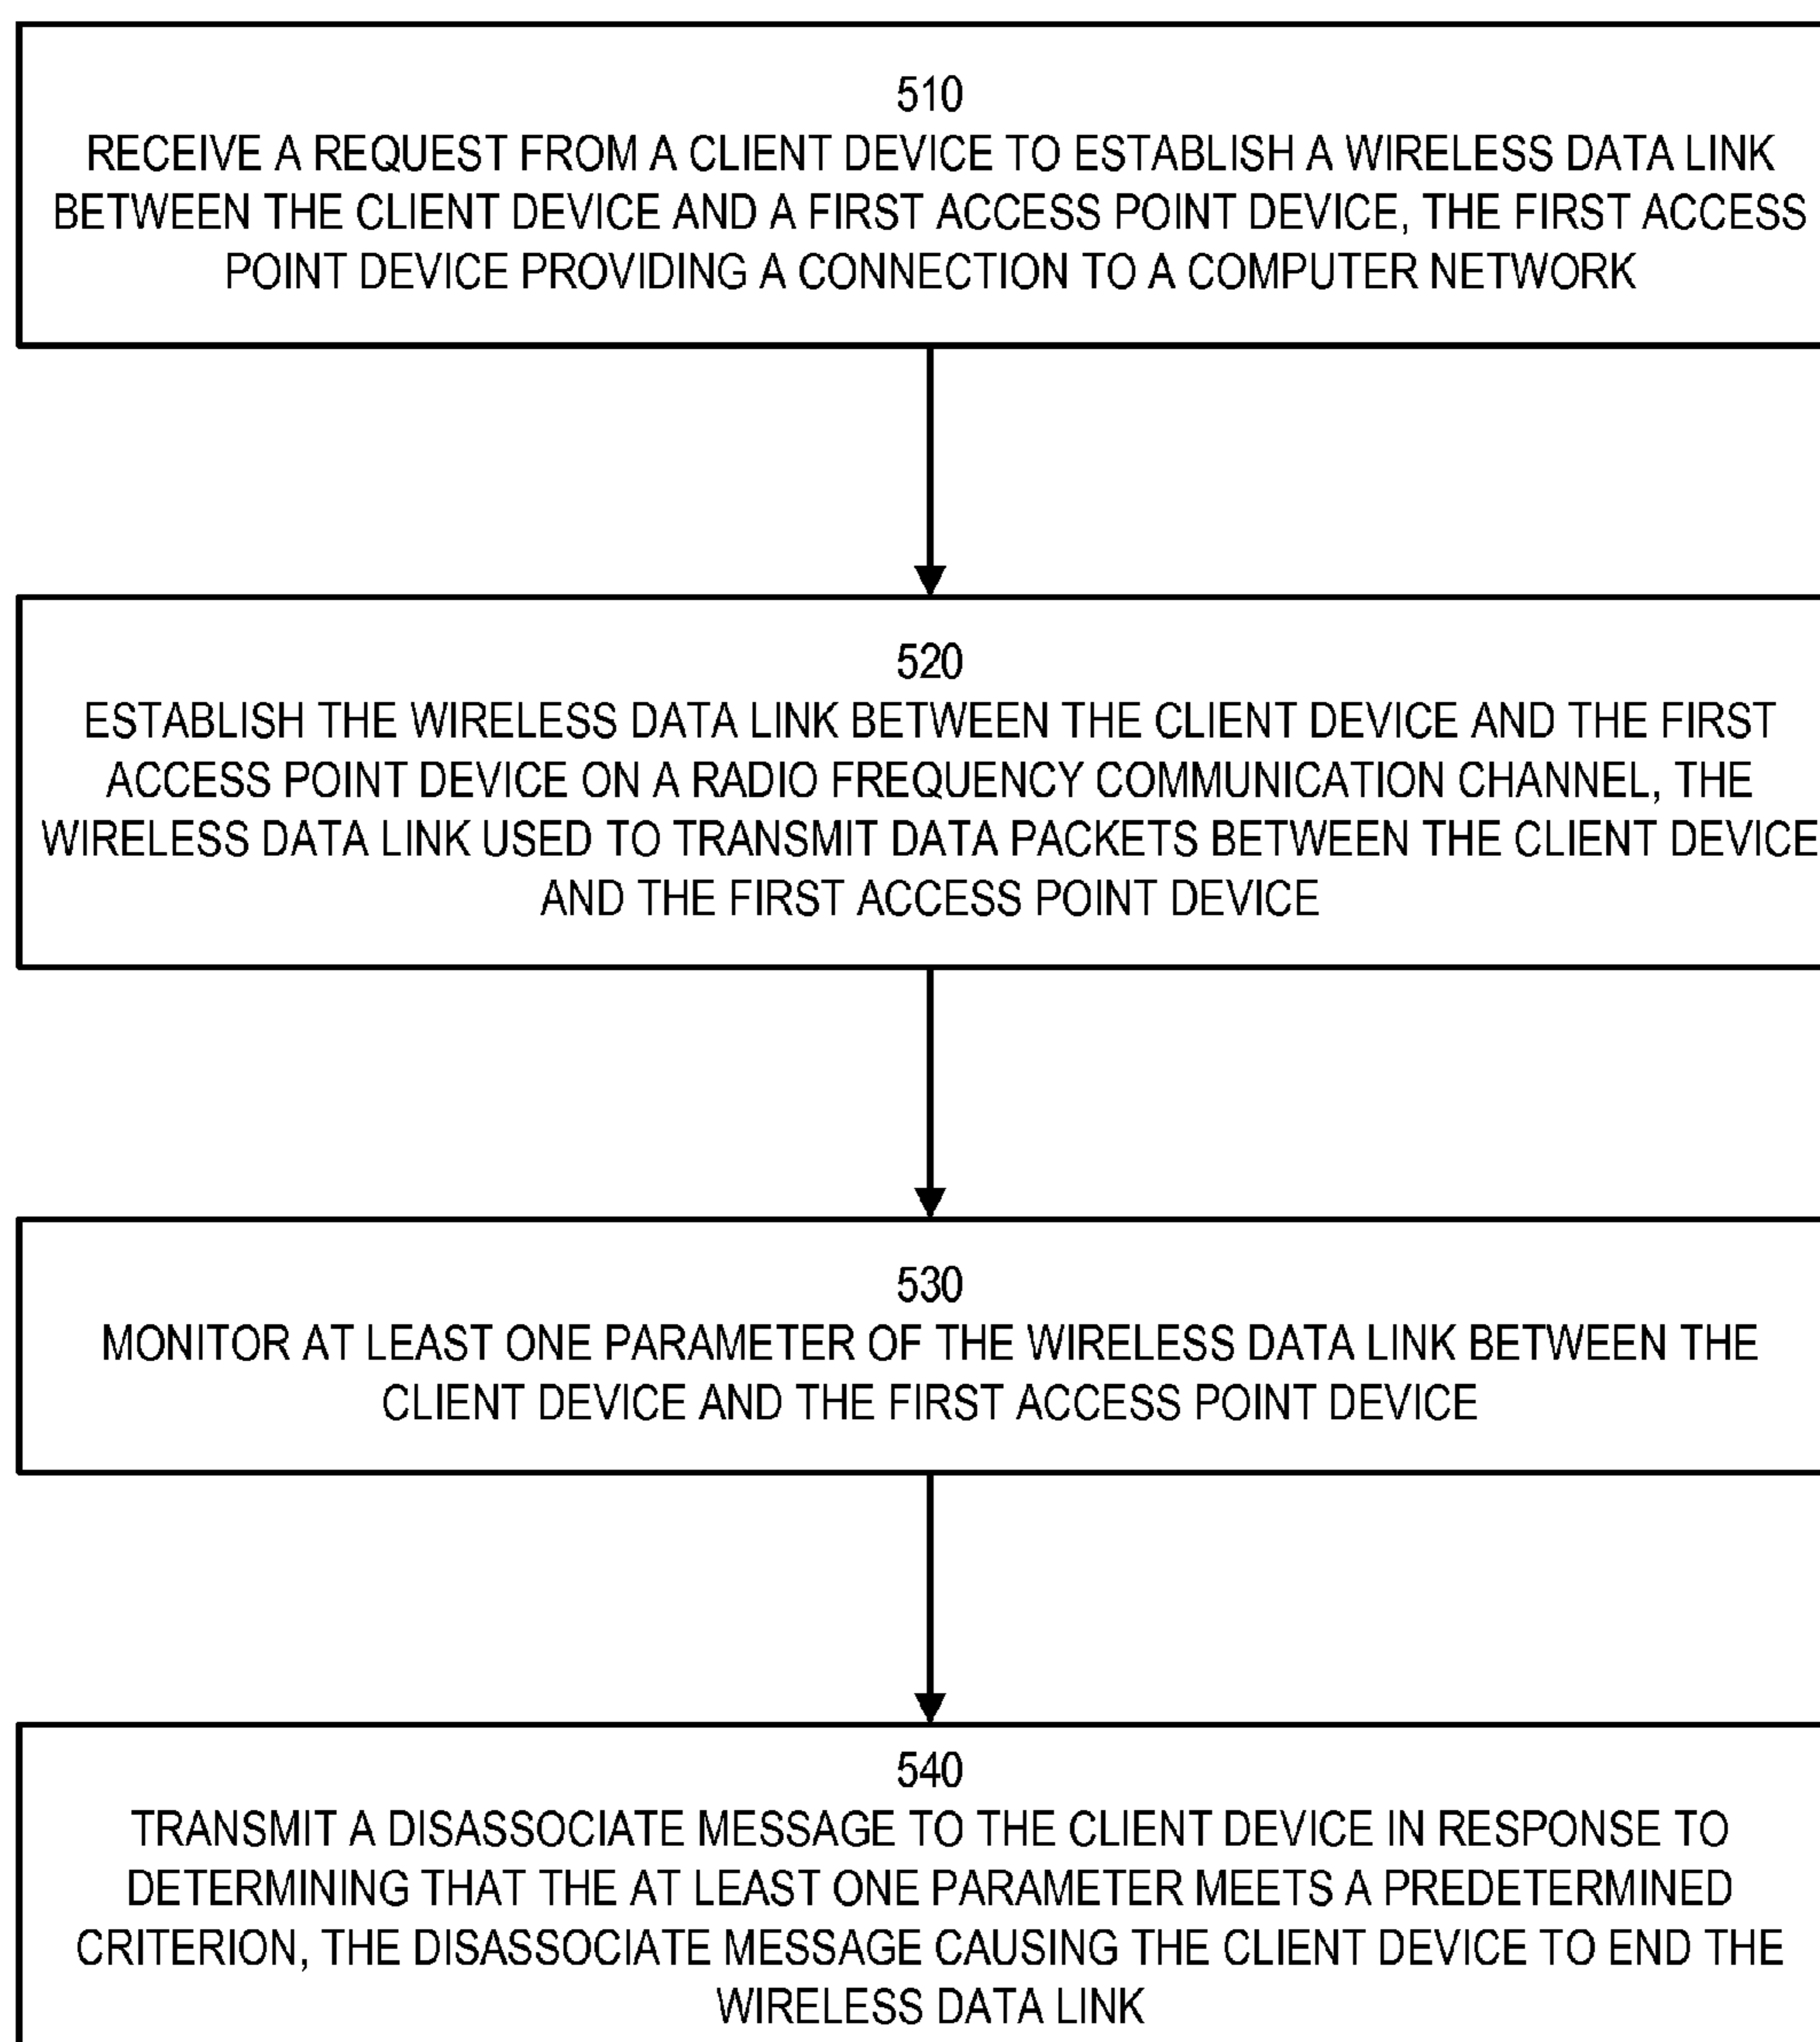 510
RECEIVE A REQUEST FROM A CLIENT DEVICE TO ESTABLISH A WIRELESS DATA LINK
BETWEEN THE CLIENT DEVICE AND A FIRST ACCESS POINT DEVICE, THE FIRST ACCESS
POINT DEVICE PROVIDING A CONNECTION TO A COMPUTER NETWORK
520
ESTABLISH THE WIRELESS DATA LINK BETWEEN THE CLIENT DEVICE AND THE FIRST
ACCESS POINT DEVICE ON A RADIO FREQUENCY COMMUNICATION CHANNEL, THE
WIRELESS DATA LINK USED TO TRANSMIT DATA PACKETS BETWEEN THE CLIENT DEVICE
AND THE FIRST ACCESS POINT DEVICE
530
MONITOR AT LEAST ONE PARAMETER OF THE WIRELESS DATA LINK BETWEEN THE
CLIENT DEVICE AND THE FIRST ACCESS POINT DEVICE
540
TRANSMIT A DISASSOCIATE MESSAGE TO THE CLIENT DEVICE IN RESPONSE TO
DETERMINING THAT THE AT LEAST ONE PARAMETER MEETS A PREDETERMINED
CRITERION, THE DISASSOCIATE MESSAGE CAUSING THE CLIENT DEVICE TO END THE
WIRELESS DATA LINK